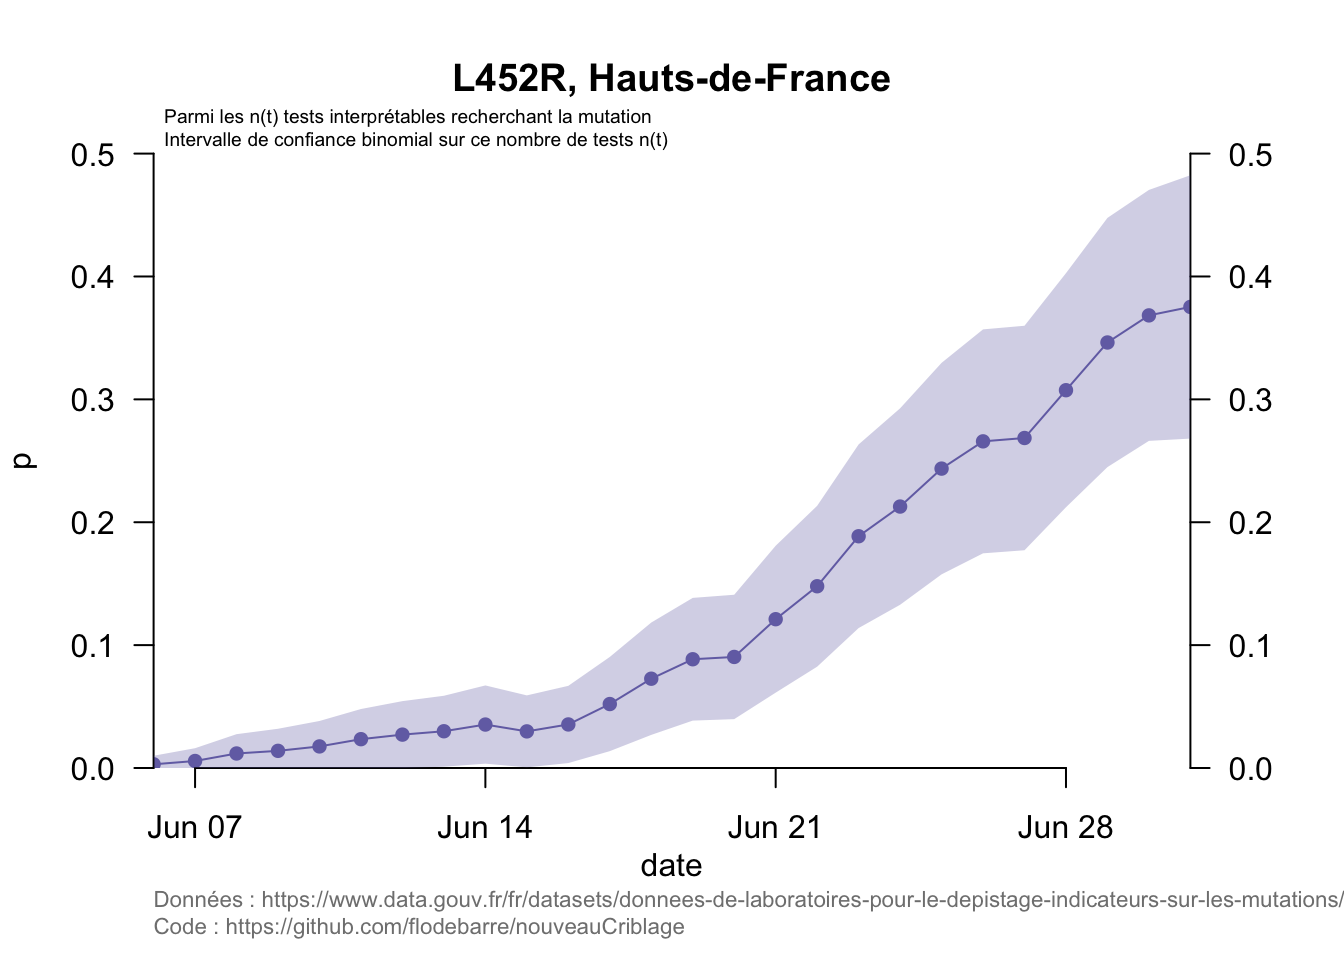 L452R, Hauts-de-France
Parmi les n(t) tests interprétables recherchant la mutation
Intervalle de confiance binomial sur ce nombre de tests n(t)
0.5
0.4
0.3
0.2
0.1
0.0
p
0.5
0.4
0.3
0.2
0.1
0.0
Jun 07 Jun 14 Jun 21 Jun 28
date
Données : https://www.data.gouv.fr/fr/datasets/donnees-de-laboratoires-pour-le-depistage-indicateurs-sur-les-mutations/
Code : https://github.com/flodebarre/nouveauCriblage